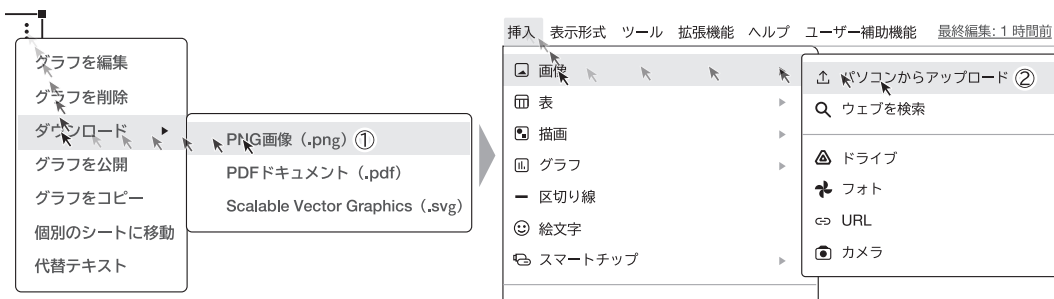 グラフを編集
グラフを削除
ダウンロード
グラフを公開
グラフをコピー
個別のシートに移動
代替テキスト
PNG画像（.png）①
PDFドキュメント（.pdf）
Scalable Vector Graphics（.svg）
挿入 表示形式 ツール 拡張機能 ヘルプ ユーザー補助機能 最終編集: 1 時間前
画像
表
描画
グラフ
区切り線
絵文字
スマートチップ
パソコンからアップロード ②
ウェブを検索
ドライブ
フォト
URL
カメラ